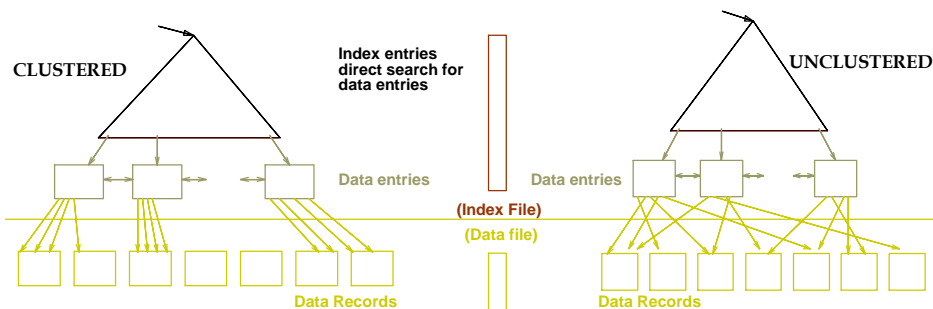 CLUSTERED
Index entries
direct search for
data entries
UNCLUSTERED
Data entries
Data entries
(Index File)
(Data file)
Data Records
Data Records